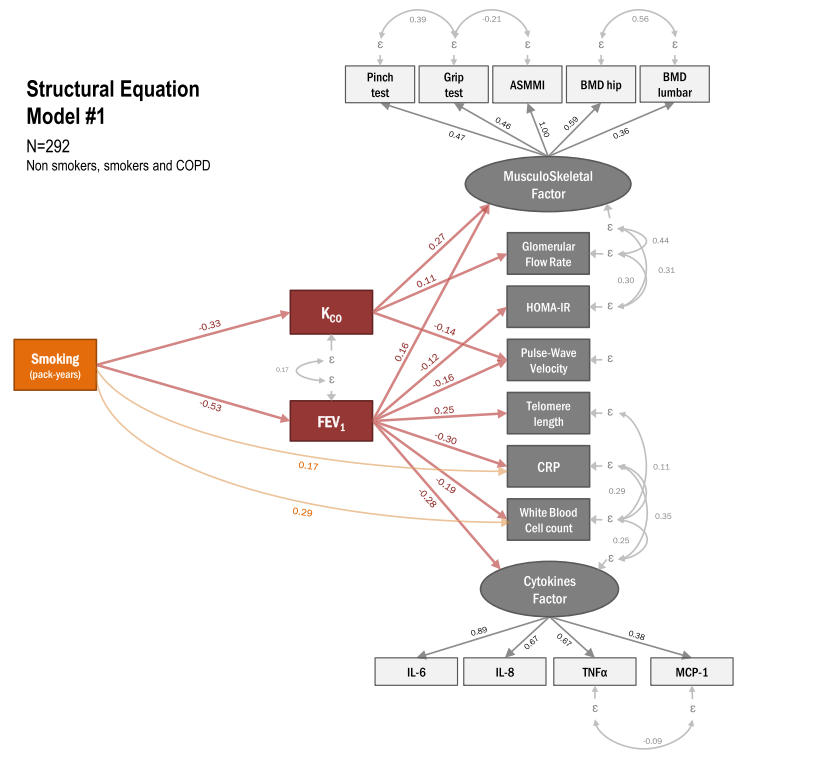 0.39
-0.21
0.56
ε
ε
ε
ε
ε
Structural Equation
Model #1
N=292
Non smokers, smokers and COPD
Pinch
test
Grip
test
ASMMI
BMD hip
BMD
lumbar
0.47
0.46
1.00
0.59
0.36
MusculoSkeletal
Factor
ε
0.44
0.31
0.30
Glomerular
Flow Rate
ε
0.27
0.11
-0.14
HOMA-IR
ε
KCO
-0.33
0.16
-0.12
-0.16
Pulse-Wave
Velocity
ε
Smoking
(pack-years)
0.17
ε
ε
-0.53
FEV1
0.25
Telomere
length
ε
-0.30
-0.19
-0.28
CRP
ε
0.11
0.29
0.35
0.25
0.17
0.29
White Blood
Cell count
ε
ε
Cytokines
Factor
0.89
0.67
0.67
0.38
IL-6
IL-8
TNFα
MCP-1
ε
ε
-0.09